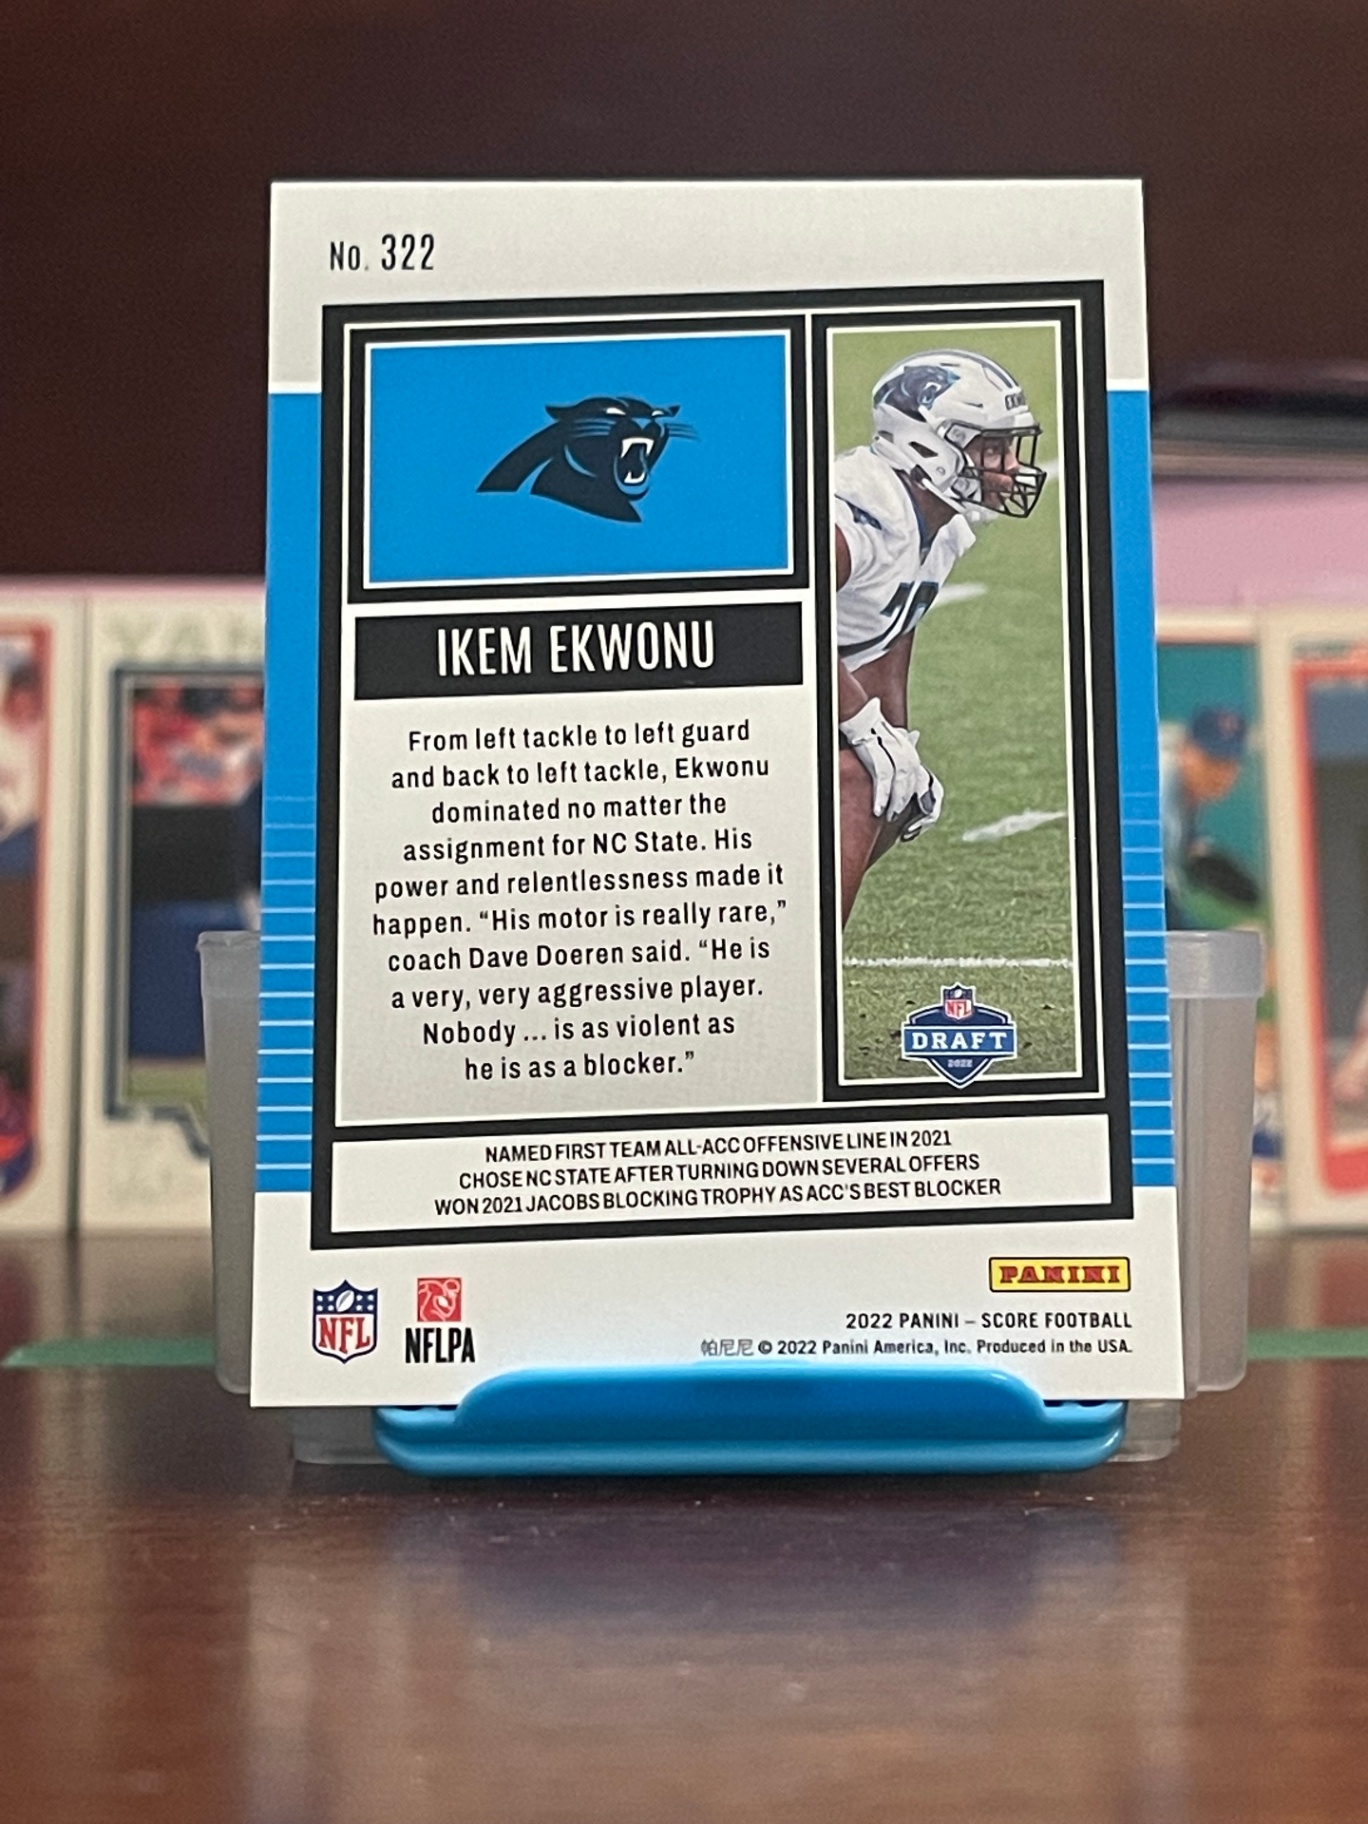 No. 322
IKEM EKWONU
From left tackle to left guard
and back to left tackle, Ekwonu
dominated no matter the
assignment for NC State. His
power and relentlessness made it
happen. “His motor is really rare,”
coach Dave Doeren said. “He is
a very, very aggressive player.
Nobody ... is as violent as
he is as a blocker.”
NFL
DRAFT
2022
NAMED FIRST TEAM ALL-ACC OFFENSIVE LINE IN 2021
CHOSE NC STATE AFTER TURNING DOWN SEVERAL OFFERS
WON 2021 JACOBS BLOCKING TROPHY AS ACC'S BEST BLOCKER
NFL
NFLPA
PANINI
2022 PANINI – SCORE FOOTBALL
帕尼尼 © 2022 Panini America, Inc. Produced in the USA.